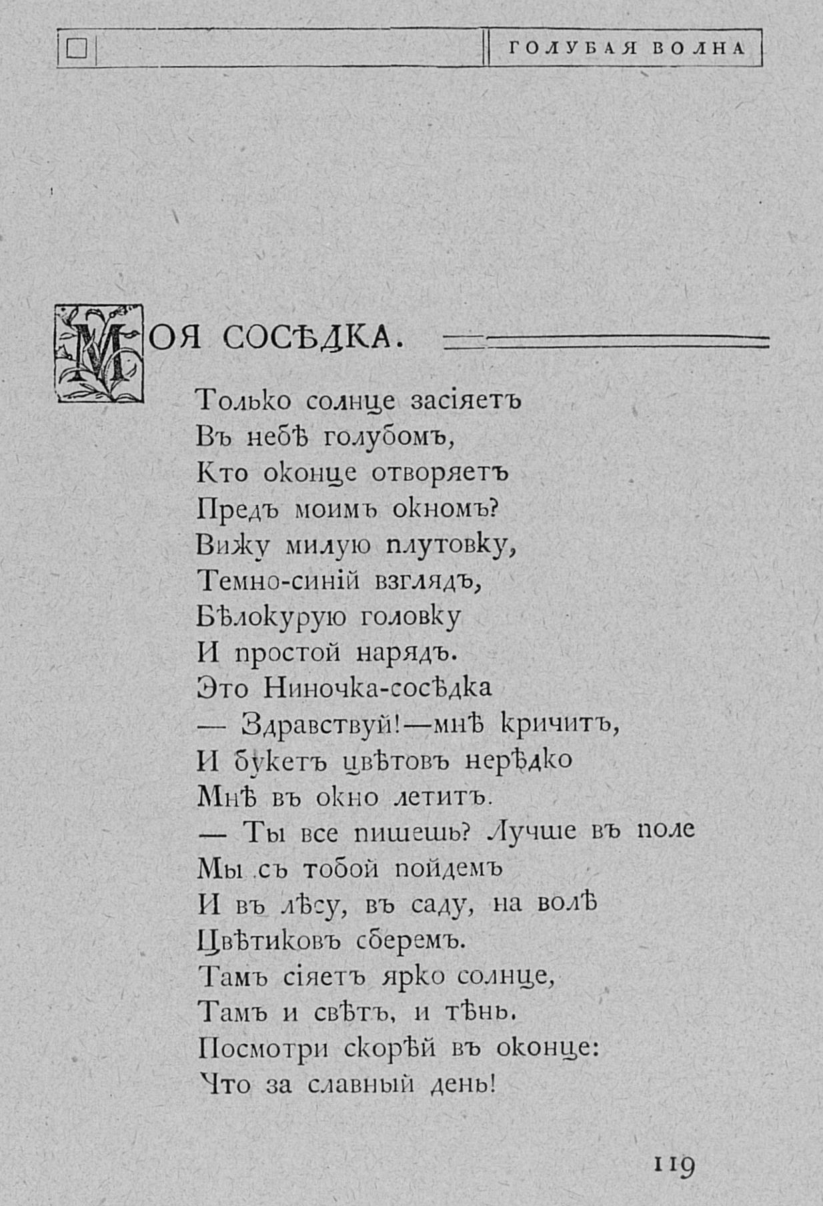 ГОЛУБАЯ ВОЛНА
МОЯ СОСѢДКА.
Только солнце засіяетъ
Въ небѣ голубомъ,
Кто оконце отворяетъ
Предъ моимъ окномъ?
Вижу милую плутовку,
Темно-синій взглядъ,
Бѣлокурую головку
И простой нарядъ.
Это Ниночка-сосѣдка
— Здравствуй!—мнѣ кричитъ,
И букетъ цвѣтовъ нерѣдко
Мнѣ въ окно летитъ.
— Ты все пишешь? Лучше въ поле
Мы съ тобой пойдемъ
И въ лѣсу, въ саду, на волѣ
Цвѣтиковъ сберемъ.
Тамъ сіяетъ ярко солнце,
Тамъ и свѣтъ, и тѣнь.
Посмотри скорѣй въ оконце:
Что за славный день!
119